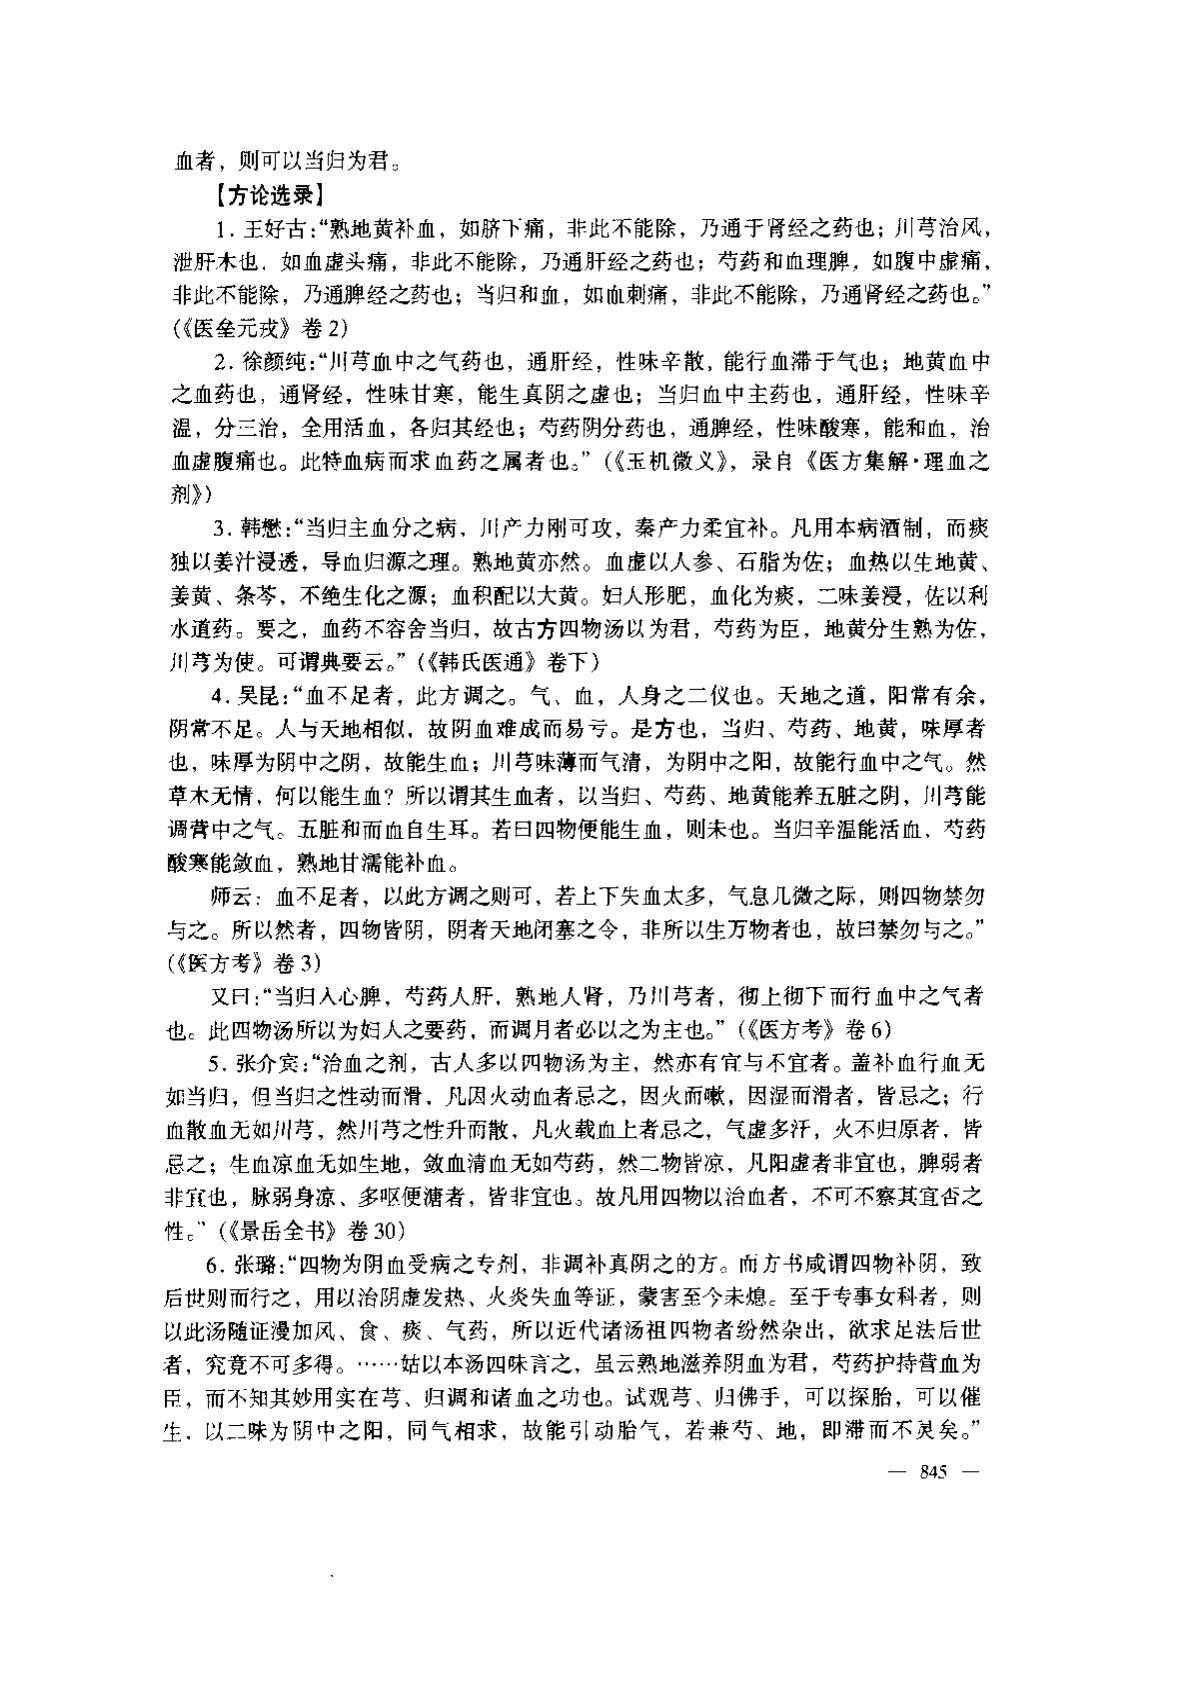 血者，则可以当归为君。
【方论选录】
1. 王好古：“熟地黄补血，如脐下痛，非此不能除，乃通于肾经之药也；川芎治风，
泄肝木也，如血虚头痛，非此不能除，乃通肝经之药也；芍药和血理脾，如腹中虚痛，
非此不能除，乃通脾经之药也；当归和血，如血刺痛，非此不能除，乃通肾经之药也。”
（《医垒元戎》卷 2）
2. 徐颜纯：“川芎血中之气药也，通肝经，性味辛散，能行血滞于气也；地黄血中
之血药也，通肾经，性味甘寒，能生真阴之虚也；当归血中主药也，通肝经，性味辛
温，分三治，全用活血，各归其经也；芍药阴分药也，通脾经，性味酸寒，能和血，治
血虚腹痛也。此特血病而求血药之属者也。”（《玉机微义》，录自《医方集解·理血之
剂》）
3. 韩懋：“当归主血分之病，川产力刚可攻，秦产力柔宜补。凡用本病酒制，而痰
独以姜汁浸透，导血归源之理。熟地黄亦然。血虚以人参、石脂为佐；血热以生地黄、
姜黄、条芩，不绝生化之源；血积配以大黄。妇人形肥，血化为痰，二味姜浸，佐以利
水道药。要之，血药不容舍当归，故古方四物汤以为君，芍药为臣，地黄分生熟为佐，
川芎为使。可谓典要云。”（《韩氏医通》卷下）
4. 吴昆：“血不足者，此方调之。气、血，人身之二仪也。天地之道，阳常有余，
阴常不足。人与天地相似，故阴血难成而易亏。是方也，当归、芍药、地黄，味厚者
也，味厚为阴中之阴，故能生血；川芎味薄而气清，为阴中之阳，故能行血中之气。然
草木无情，何以能生血？所以谓其生血者，以当归、芍药、地黄能养五脏之阴，川芎能
调营中之气。五脏和而血自生耳。若曰四物便能生血，则未也。当归辛温能活血，芍药
酸寒能敛血，熟地甘濡能补血。
师云：血不足者，以此方调之则可，若上下失血太多，气息几微之际，则四物禁勿
与之。所以然者，四物皆阴，阴者天地闭塞之令，非所以生万物者也，故曰禁勿与之。”
（《医方考》卷 3）
又曰：“当归入心脾，芍药人肝，熟地人肾，乃川芎者，彻上彻下而行血中之气者
也。此四物汤所以为妇人之要药，而调月者必以之为主也。”（《医方考》卷 6）
5. 张介宾：“治血之剂，古人多以四物汤为主，然亦有宜与不宜者。盖补血行血无
如当归，但当归之性动而滑，凡因火动血者忌之，因火而嗽，因湿而滑者，皆忌之；行
血散血无如川芎，然川芎之性升而散，凡火载血上者忌之，气虚多汗，火不归原者，皆
忌之；生血凉血无如生地，敛血清血无如芍药，然二物皆凉，凡阳虚者非宜也，脾弱者
非宜也，脉弱身凉、多呕便溏者，皆非宜也。故凡用四物以治血者，不可不察其宜否之
性。”（《景岳全书》卷 30）
6. 张璐：“四物为阴血受病之专剂，非调补真阴之的方。而方书咸谓四物补阴，致
后世则而行之，用以治阴虚发热、火炎失血等证，蒙害至今未熄。至于专事女科者，则
以此汤随证漫加风、食、痰、气药，所以近代诸汤祖四物者纷然杂出，欲求足法后世
者，究竟不可多得。……姑以本汤四味言之，虽云熟地滋养阴血为君，芍药护持营血为
臣，而不知其妙用实在芎、归调和诸血之功也。试观芎、归佛手，可以探胎，可以催
生，以二味为阴中之阳，同气相求，故能引动胎气，若兼芍、地，即滞而不灵矣。”
— 845 —